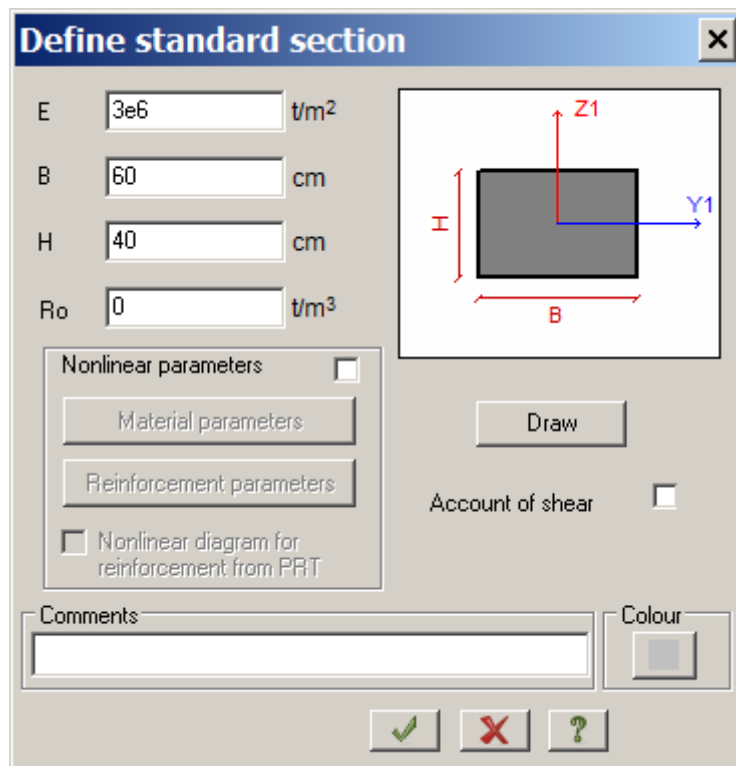 Define standard section
E 3e6 t/m²
B 60 cm
H 40 cm
Ro 0 t/m³
Z1
Y1
H
B
Nonlinear parameters
Material parameters
Reinforcement parameters
Nonlinear diagram for
reinforcement from PRT
Draw
Account of shear
Comments
Colour
?